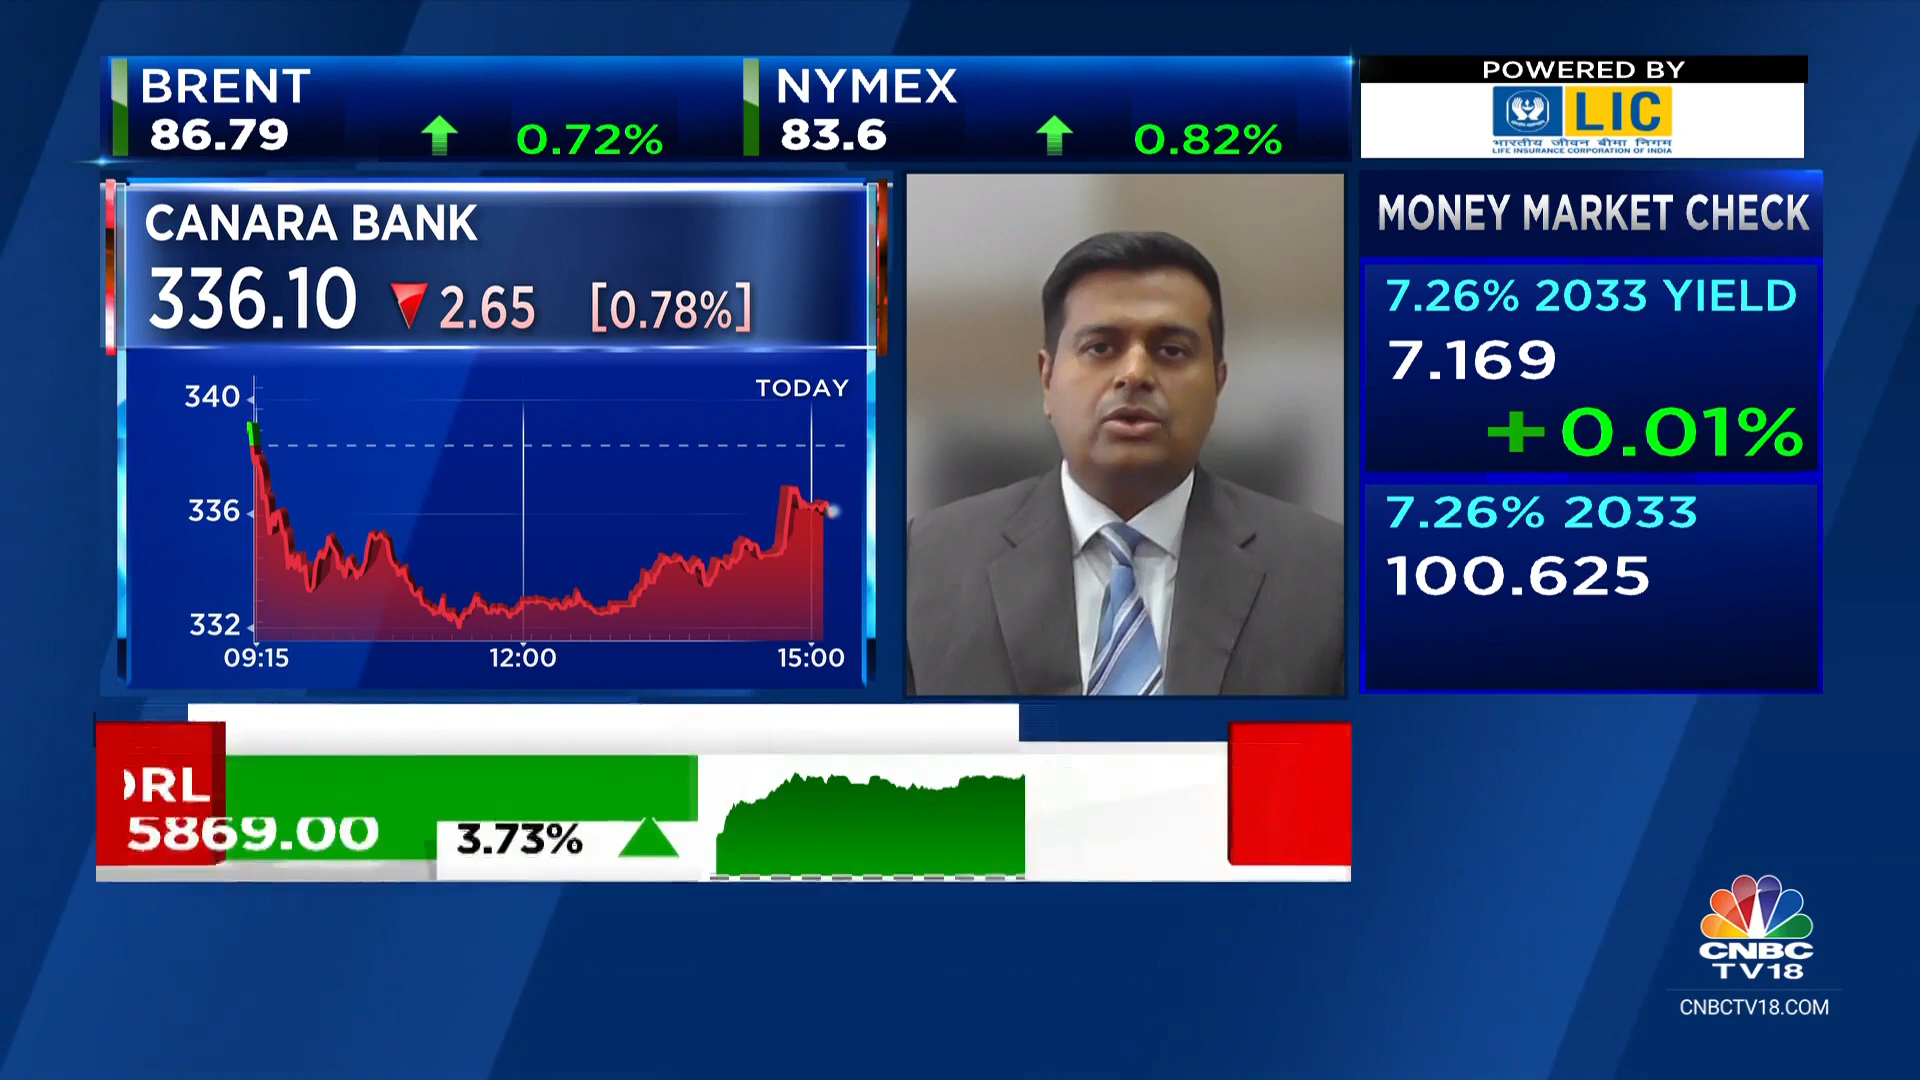 BRENT
86.79 0.72%
NYMEX
83.6 0.82%
POWERED BY
LIC
भारतीय जीवन बीमा निगम
LIFE INSURANCE CORPORATION OF INDIA
CANARA BANK
336.10 2.65 [0.78%]
TODAY
340
336
332
09:15 12:00 15:00
MONEY MARKET CHECK
7.26% 2033 YIELD
7.169
+0.01%
7.26% 2033
100.625
5869.00 3.73%
CNBC
TV18
CNBCTV18.COM